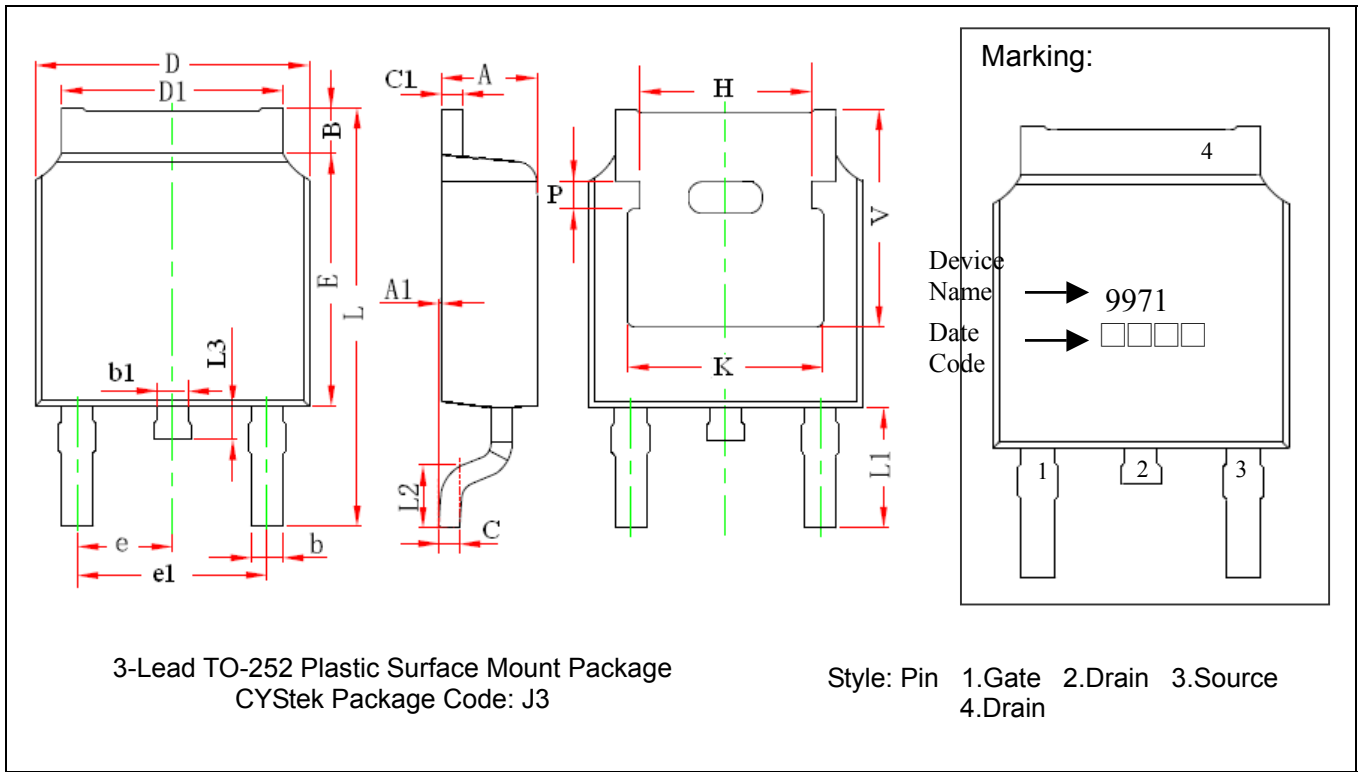 D
D1
B
E
L
L3
b1
e
e1
b
C1
A
A1
L2
C
H
P
V
K
L1
Marking:
4
Device
Name
9971
Date
Code
□□□□
1
2
3
3-Lead TO-252 Plastic Surface Mount Package
CYStek Package Code: J3
Style: Pin 1.Gate 2.Drain 3.Source
4.Drain